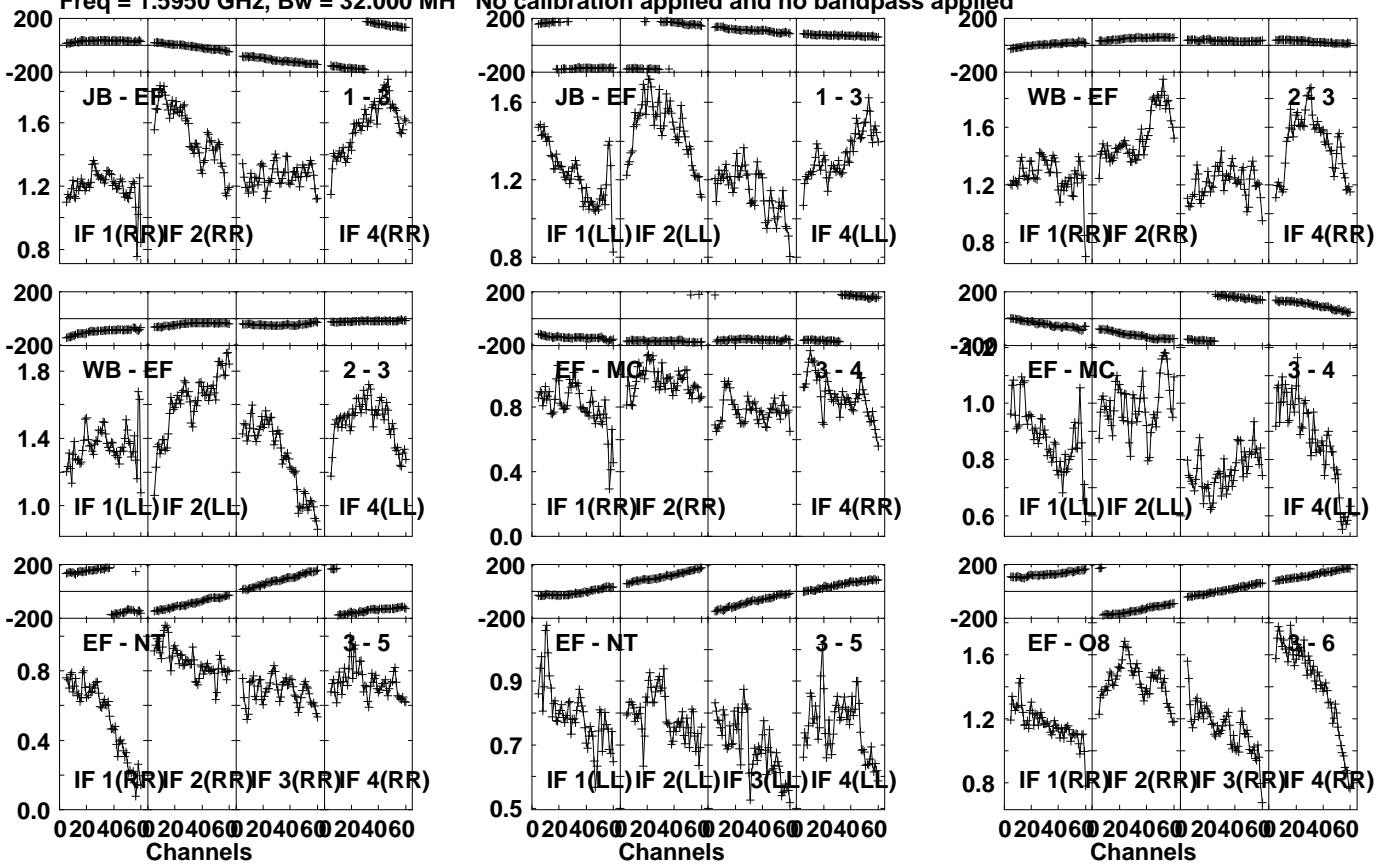 Freq = 1.5950 GHz, Bw = 32.000 MH No calibration applied and no bandpass applied
200
-200
JB - EF 1 - 3
1.6
1.2
0.8
IF 1(RR) IF 2(RR) IF 4(RR)
200
-200
JB - EF 1 - 3
1.6
1.2
0.8
IF 1(LL) IF 2(LL) IF 4(LL)
200
-200
WB - EF 2 - 3
1.6
1.2
0.8
IF 1(RR) IF 2(RR) IF 4(RR)
200
-200
WB - EF 2 - 3
1.8
1.4
1.0
IF 1(LL) IF 2(LL) IF 4(LL)
200
-200
EF - MC 3 - 4
0.8
0.4
0.0
IF 1(RR) IF 2(RR) IF 4(RR)
200
-200
1.2
EF - MC 3 - 4
1.0
0.8
0.6
IF 1(LL) IF 2(LL) IF 4(LL)
200
-200
EF - NT 3 - 5
0.8
0.4
0.0
IF 1(RR) IF 2(RR) IF 3(RR) IF 4(RR)
0 20 40 60 0 20 40 60 0 20 40 60 0 20 40 60
Channels
200
-200
EF - NT 3 - 5
0.9
0.7
0.5
IF 1(LL) IF 2(LL) IF 3(LL) IF 4(LL)
0 20 40 60 0 20 40 60 0 20 40 60 0 20 40 60
Channels
200
-200
EF - O8 3 - 6
1.6
1.2
0.8
IF 1(RR) IF 2(RR) IF 3(RR) IF 4(RR)
0 20 40 60 0 20 40 60 0 20 40 60 0 20 40 60
Channels